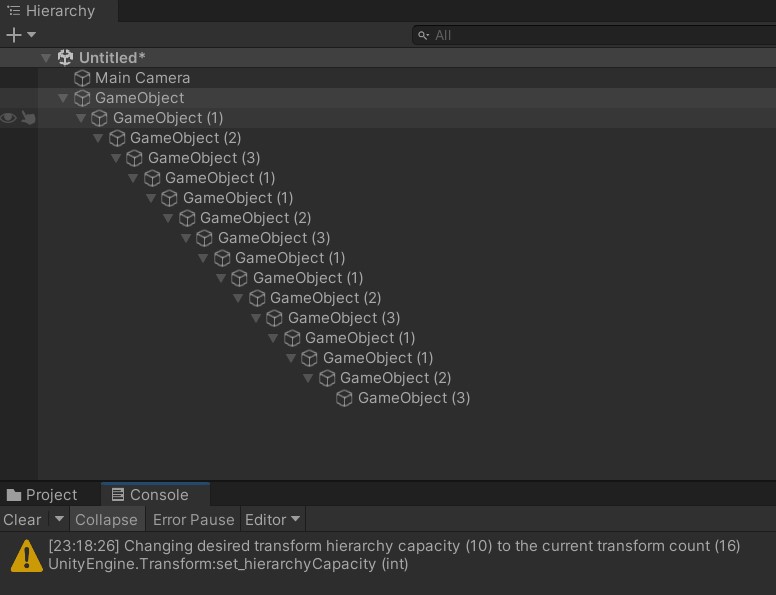 Hierarchy
All
Untitled*
Main Camera
GameObject
GameObject (1)
GameObject (2)
GameObject (3)
GameObject (1)
GameObject (1)
GameObject (2)
GameObject (3)
GameObject (1)
GameObject (1)
GameObject (2)
GameObject (3)
GameObject (1)
GameObject (1)
GameObject (2)
GameObject (3)
Project Console
Clear Collapse Error Pause Editor
[23:18:26] Changing desired transform hierarchy capacity (10) to the current transform count (16)
UnityEngine.Transform:set_hierarchyCapacity (int)